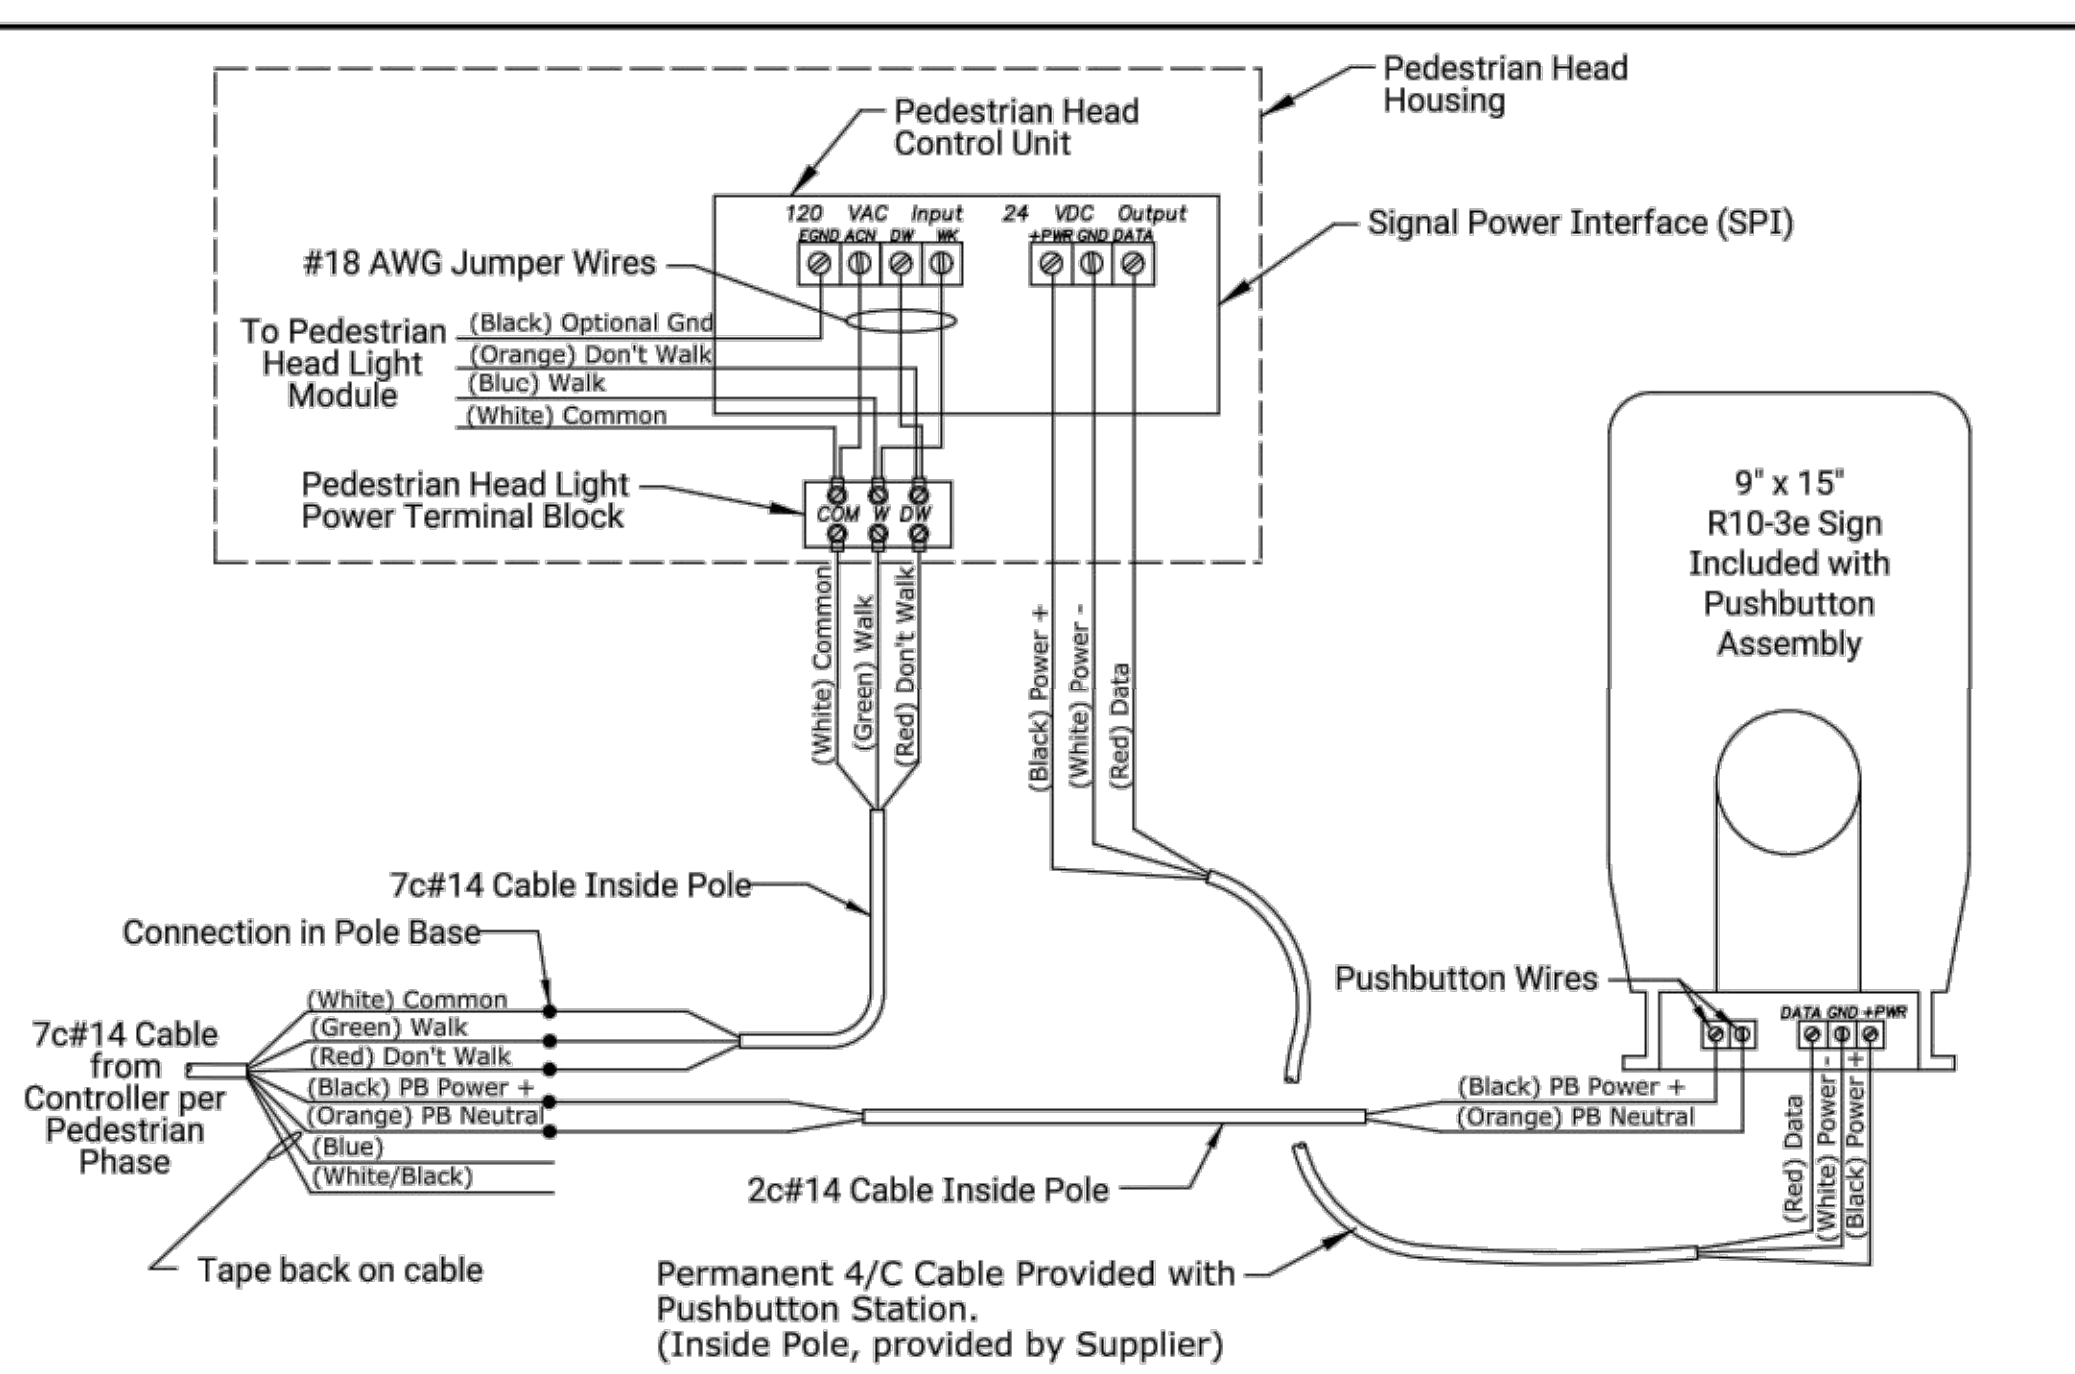 Pedestrian Head
Housing
Pedestrian Head
Control Unit
120 VAC Input
24 VDC Output
EGND ACN DW WK
+PWR GND DATA
Signal Power Interface (SPI)
#18 AWG Jumper Wires
To Pedestrian
Head Light
Module
(Black) Optional Gnd
(Orange) Don't Walk
(Bluc) Walk
(White) Common
Pedestrian Head Light
Power Terminal Block
COM W DW
(White) Common
(Green) Walk
(Red) Don't Walk
(Black) Power +
(White) Power -
(Red) Data
9" x 15"
R10-3e Sign
Included with
Pushbutton
Assembly
7c#14 Cable Inside Pole
Connection in Pole Base
7c#14 Cable
from
Controller per
Pedestrian
Phase
(White) Common
(Green) Walk
(Red) Don't Walk
(Black) PB Power +
(Orange) PB Neutral
(Blue)
(White/Black)
Tape back on cable
Pushbutton Wires
DATA GND +PWR
(Black) PB Power +
(Orange) PB Neutral
(Red) Data
(White) Power -
(Black) Power +
2c#14 Cable Inside Pole
Permanent 4/C Cable Provided with
Pushbutton Station.
(Inside Pole, provided by Supplier)